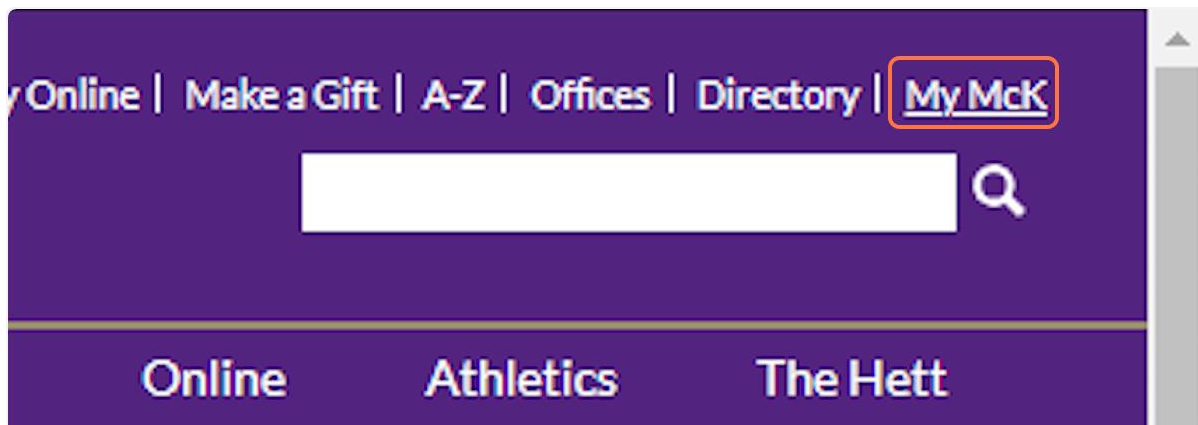 y Online | Make a Gift | A-Z | Offices | Directory | My McK
Online Athletics The Hett